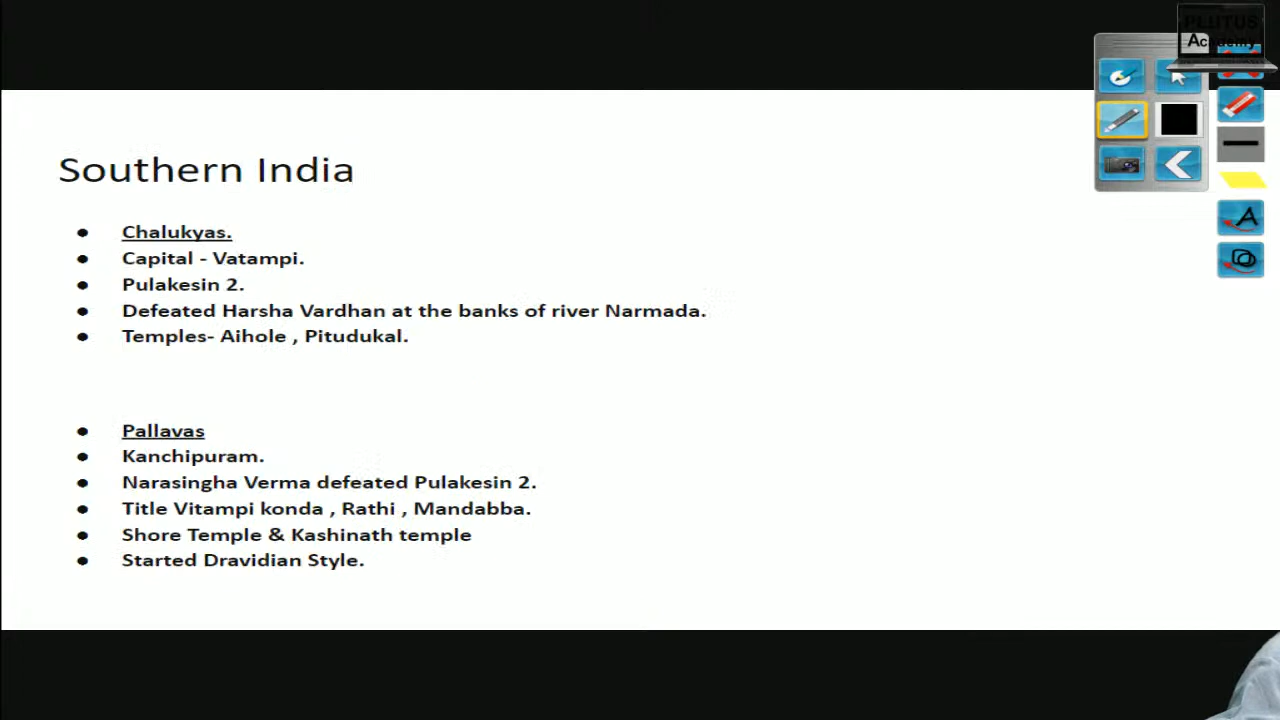 PLUTUS
Academy
Southern India
Chalukyas.
Capital - Vatampi.
Pulakesin 2.
Defeated Harsha Vardhan at the banks of river Narmada.
Temples- Aihole , Pitudukal.
Pallavas
Kanchipuram.
Narasingha Verma defeated Pulakesin 2.
Title Vitampi konda , Rathi , Mandabba.
Shore Temple & Kashinath temple
Started Dravidian Style.